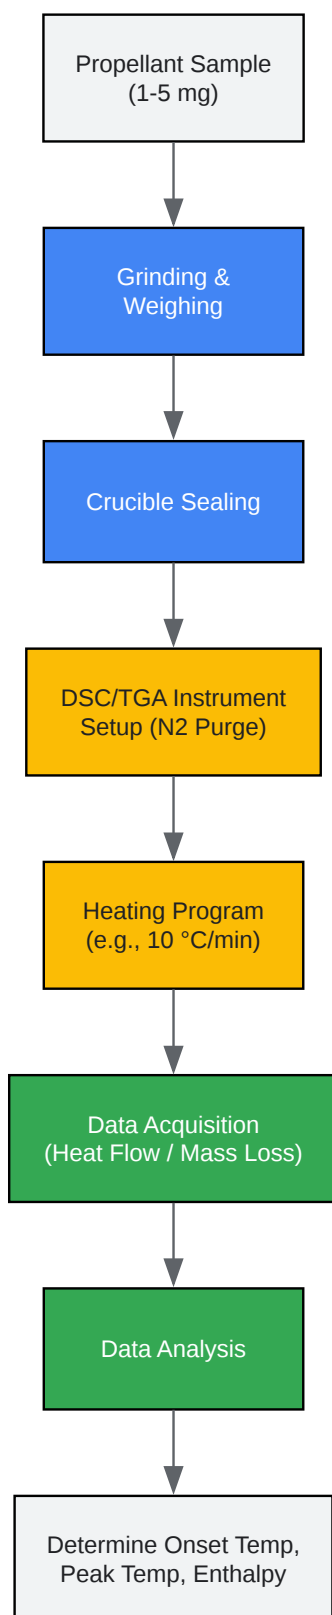 Propellant Sample
(1-5 mg)
Grinding &
Weighing
Crucible Sealing
DSC/TGA Instrument
Setup (N2 Purge)
Heating Program
(e.g., 10 °C/min)
Data Acquisition
(Heat Flow / Mass Loss)
Data Analysis
Determine Onset Temp,
Peak Temp, Enthalpy